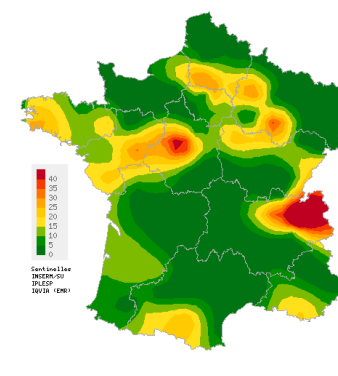 40
35
30
25
20
15
10
5
0
Sentinelles
INSERM/SU
IPLESP
IQVIA (EMR)